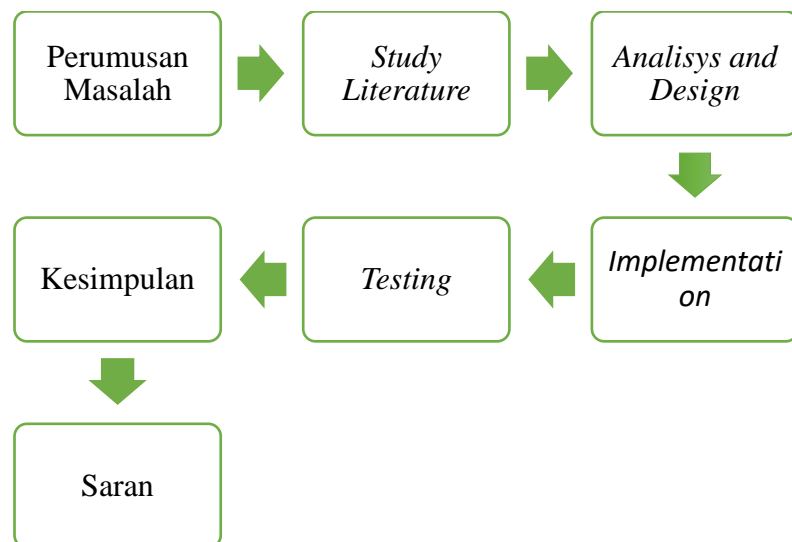 Perumusan
Masalah
Study
Literature
Analisys and
Design
Implementati
on
Testing
Kesimpulan
Saran